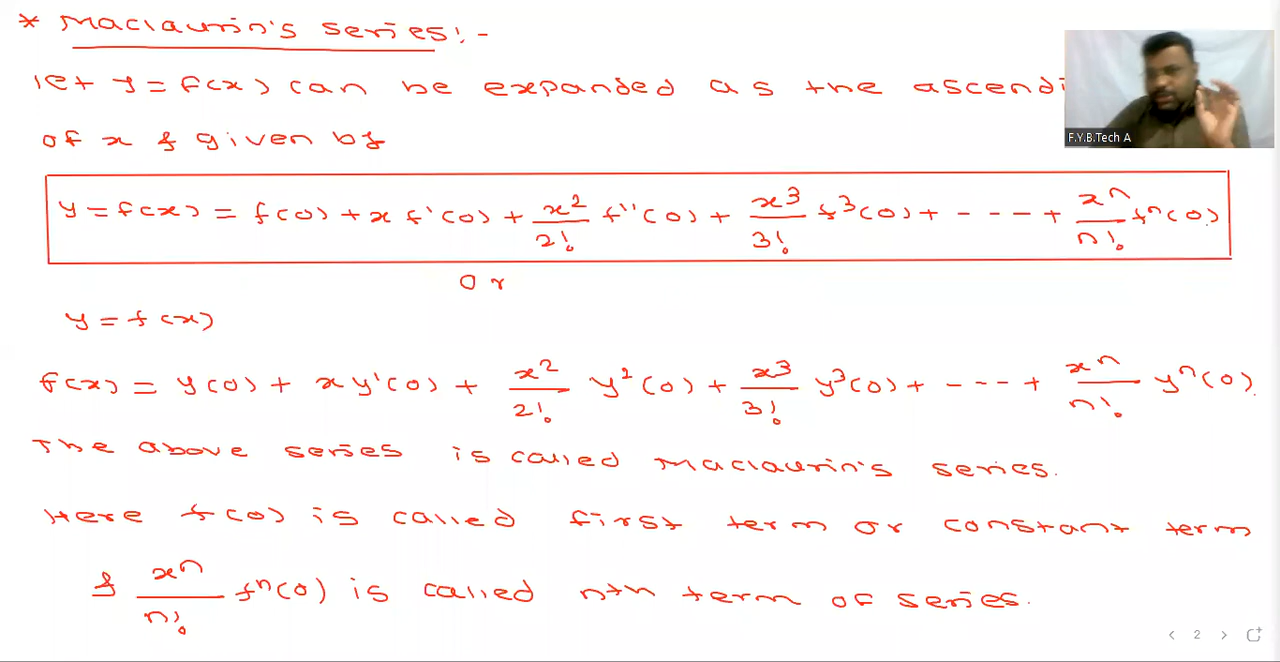 * Maclaurin's series:-
let y = f(x) can be expanded as the ascendi
F.Y.B.Tech A
of x & given by
y = f(x) = f(0) + x f'(0) + x²/2! f''(0) + x³/3! f³(0) + - - - - + xⁿ/n! fⁿ(0)
Or
y = f(x)
f(x) = y(0) + x y'(0) + x²/2! y²(0) + x³/3! y³(0) + - - - + xⁿ/n! yⁿ(0).
The above series is called Maclaurin's series.
Here f(0) is called first term or constant term
& xⁿ/n! fⁿ(0) is called nth term of series.
2